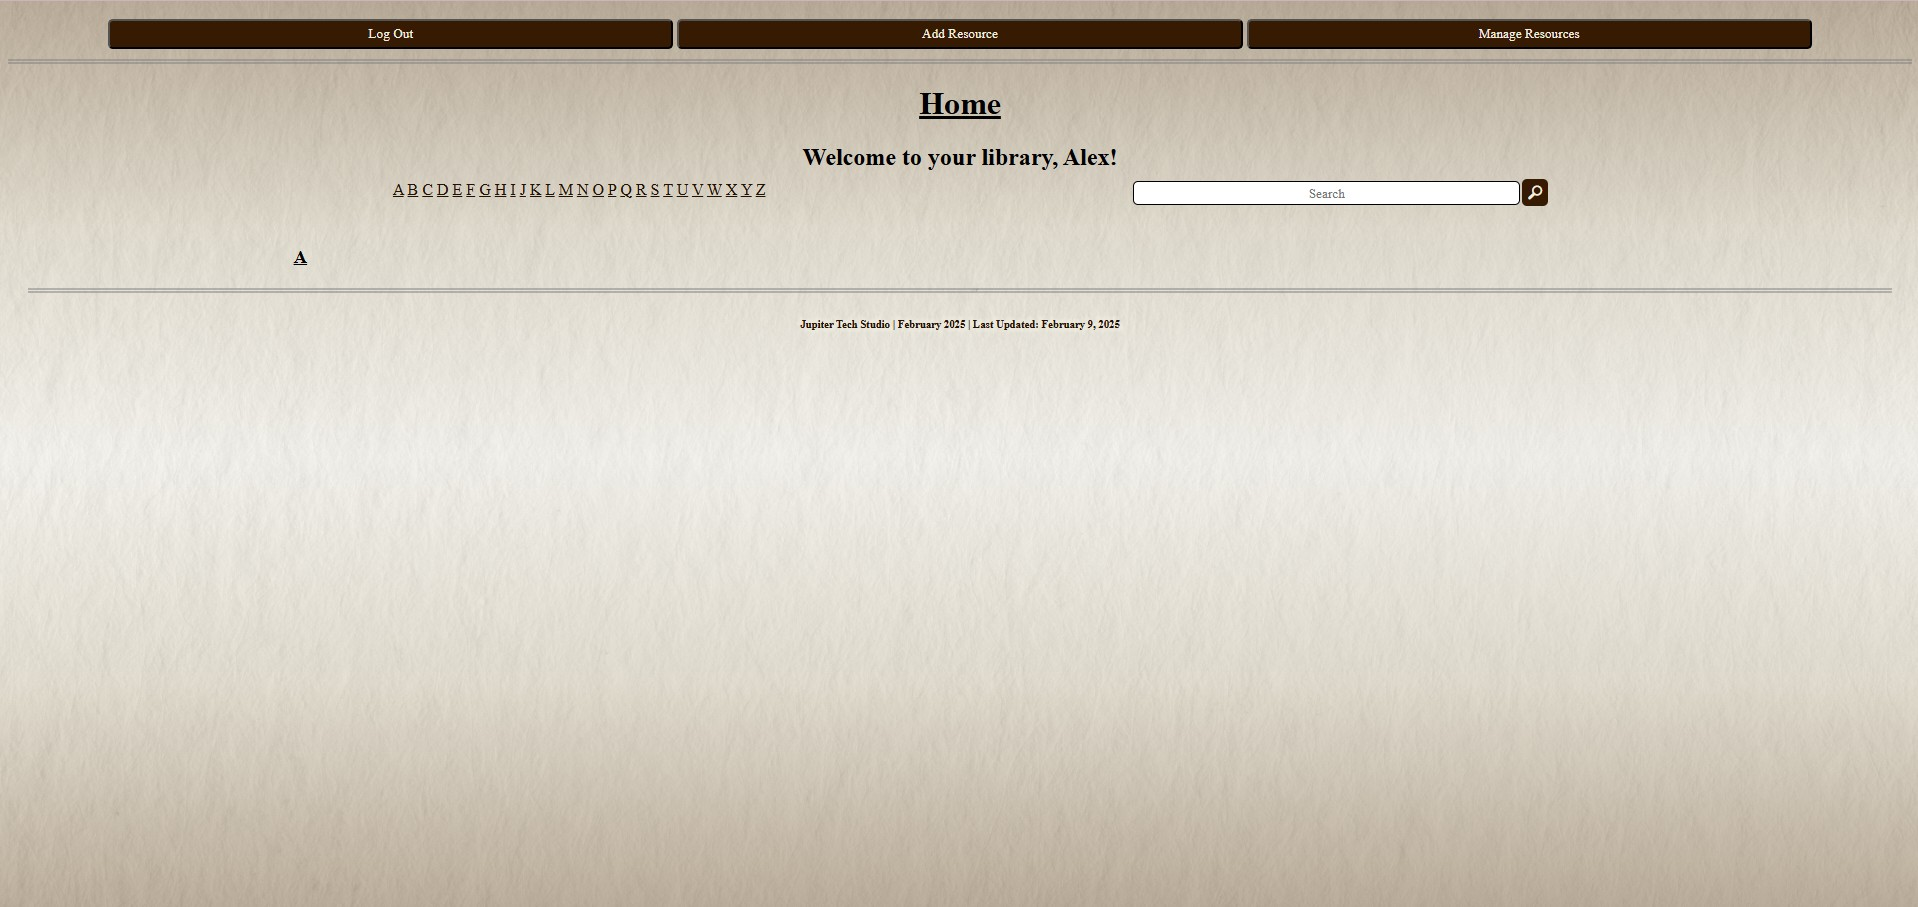 Log Out Add Resource Manage Resources
Home
Welcome to your library, Alex!
A B C D E F G H I J K L M N O P Q R S T U V W X Y Z Search
A
Jupiter Tech Studio | February 2025 | Last Updated: February 9, 2025